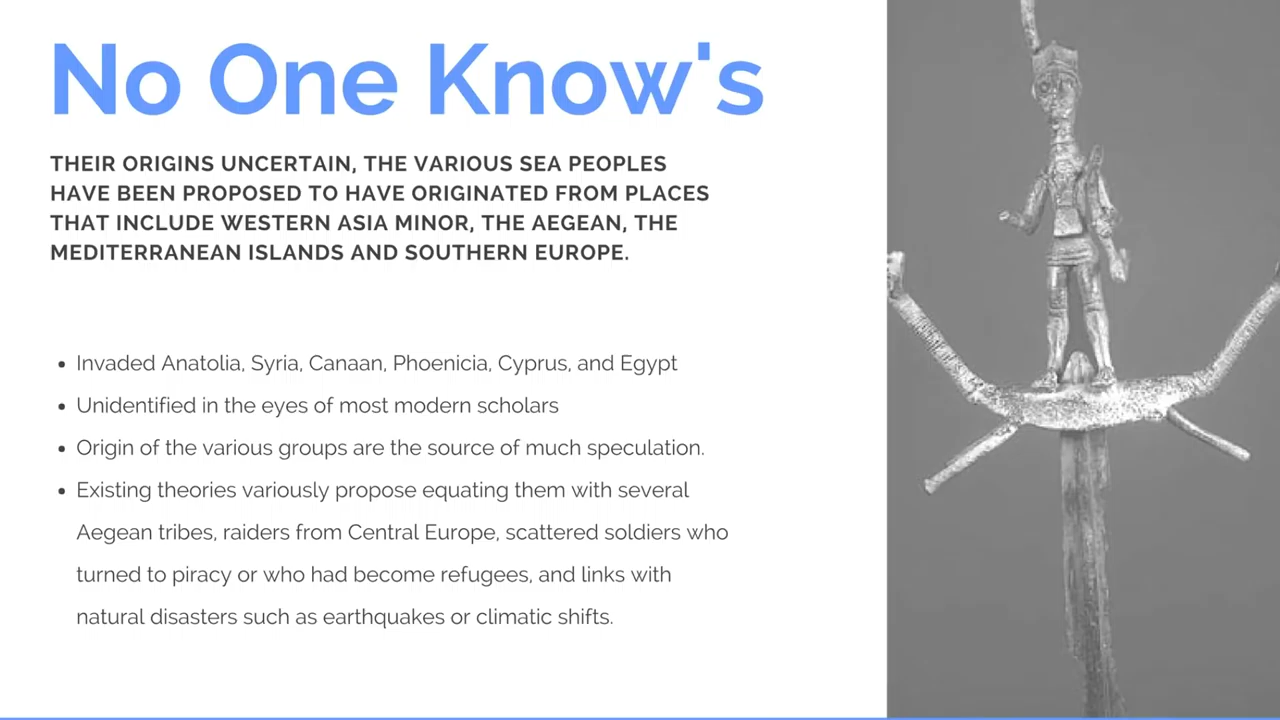 No One Know's
THEIR ORIGINS UNCERTAIN, THE VARIOUS SEA PEOPLES
HAVE BEEN PROPOSED TO HAVE ORIGINATED FROM PLACES
THAT INCLUDE WESTERN ASIA MINOR, THE AEGEAN, THE
MEDITERRANEAN ISLANDS AND SOUTHERN EUROPE.
• Invaded Anatolia, Syria, Canaan, Phoenicia, Cyprus, and Egypt
• Unidentified in the eyes of most modern scholars
• Origin of the various groups are the source of much speculation.
• Existing theories variously propose equating them with several
Aegean tribes, raiders from Central Europe, scattered soldiers who
turned to piracy or who had become refugees, and links with
natural disasters such as earthquakes or climatic shifts.